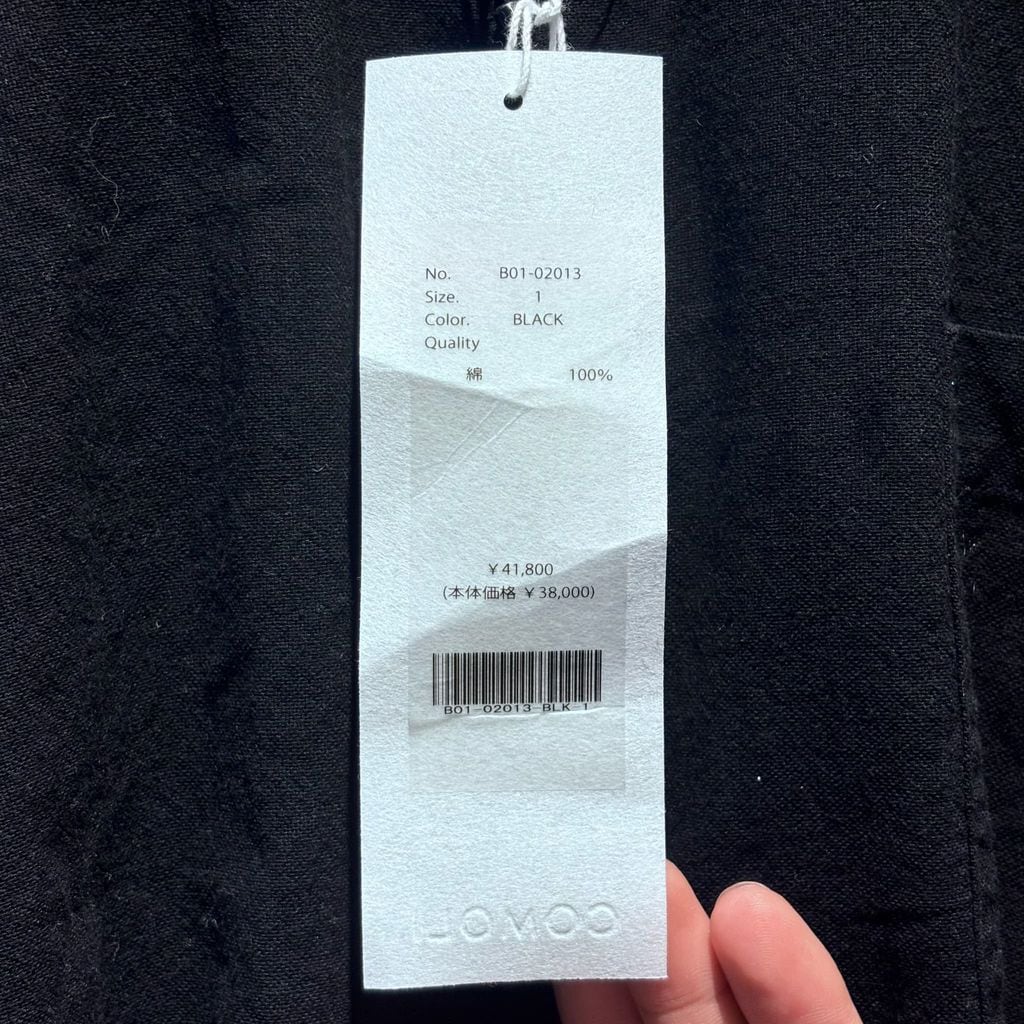 No. B01-02013
Size. 1
Color. BLACK
Quality
綿 100%
¥41,800
(本体価格 ¥38,000)
B01-02013-BLK-1
COMOLI